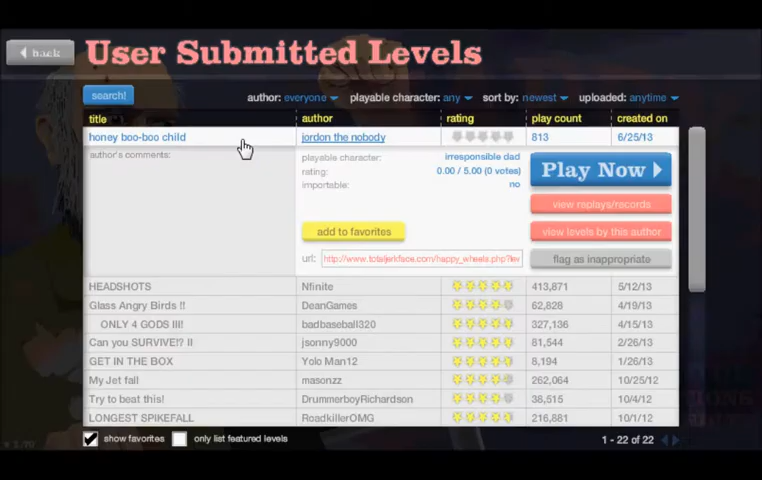 back
User Submitted Levels
search!
author: everyone playable character: any sort by: newest uploaded: anytime
title author rating play count created on
honey boo-boo child jordon the nobody 813 6/25/13
author's comments:
playable character: irresponsible dad
rating: 0.00 / 5.00 (0 votes)
importable: no
Play Now
view replays/records
add to favorites
view levels by this author
url: http://www.totaljerkface.com/happy_wheels.php?lev
flag as inappropriate
HEADSHOTS Nfinite 413,871 5/12/13
Glass Angry Birds !! DeanGames 62,828 4/19/13
ONLY 4 GODS !!!! badbaseball320 327,136 4/15/13
Can you SURVIVE!? II jsonny9000 81,544 2/26/13
GET IN THE BOX Yolo Man12 8,194 1/26/13
My Jet fall masonzz 262,064 10/25/12
Try to beat this! DrummerboyRichardson 38,515 10/4/12
LONGEST SPIKEFALL RoadkillerOMG 216,881 10/1/12
show favorites only list featured levels 1 - 22 of 22